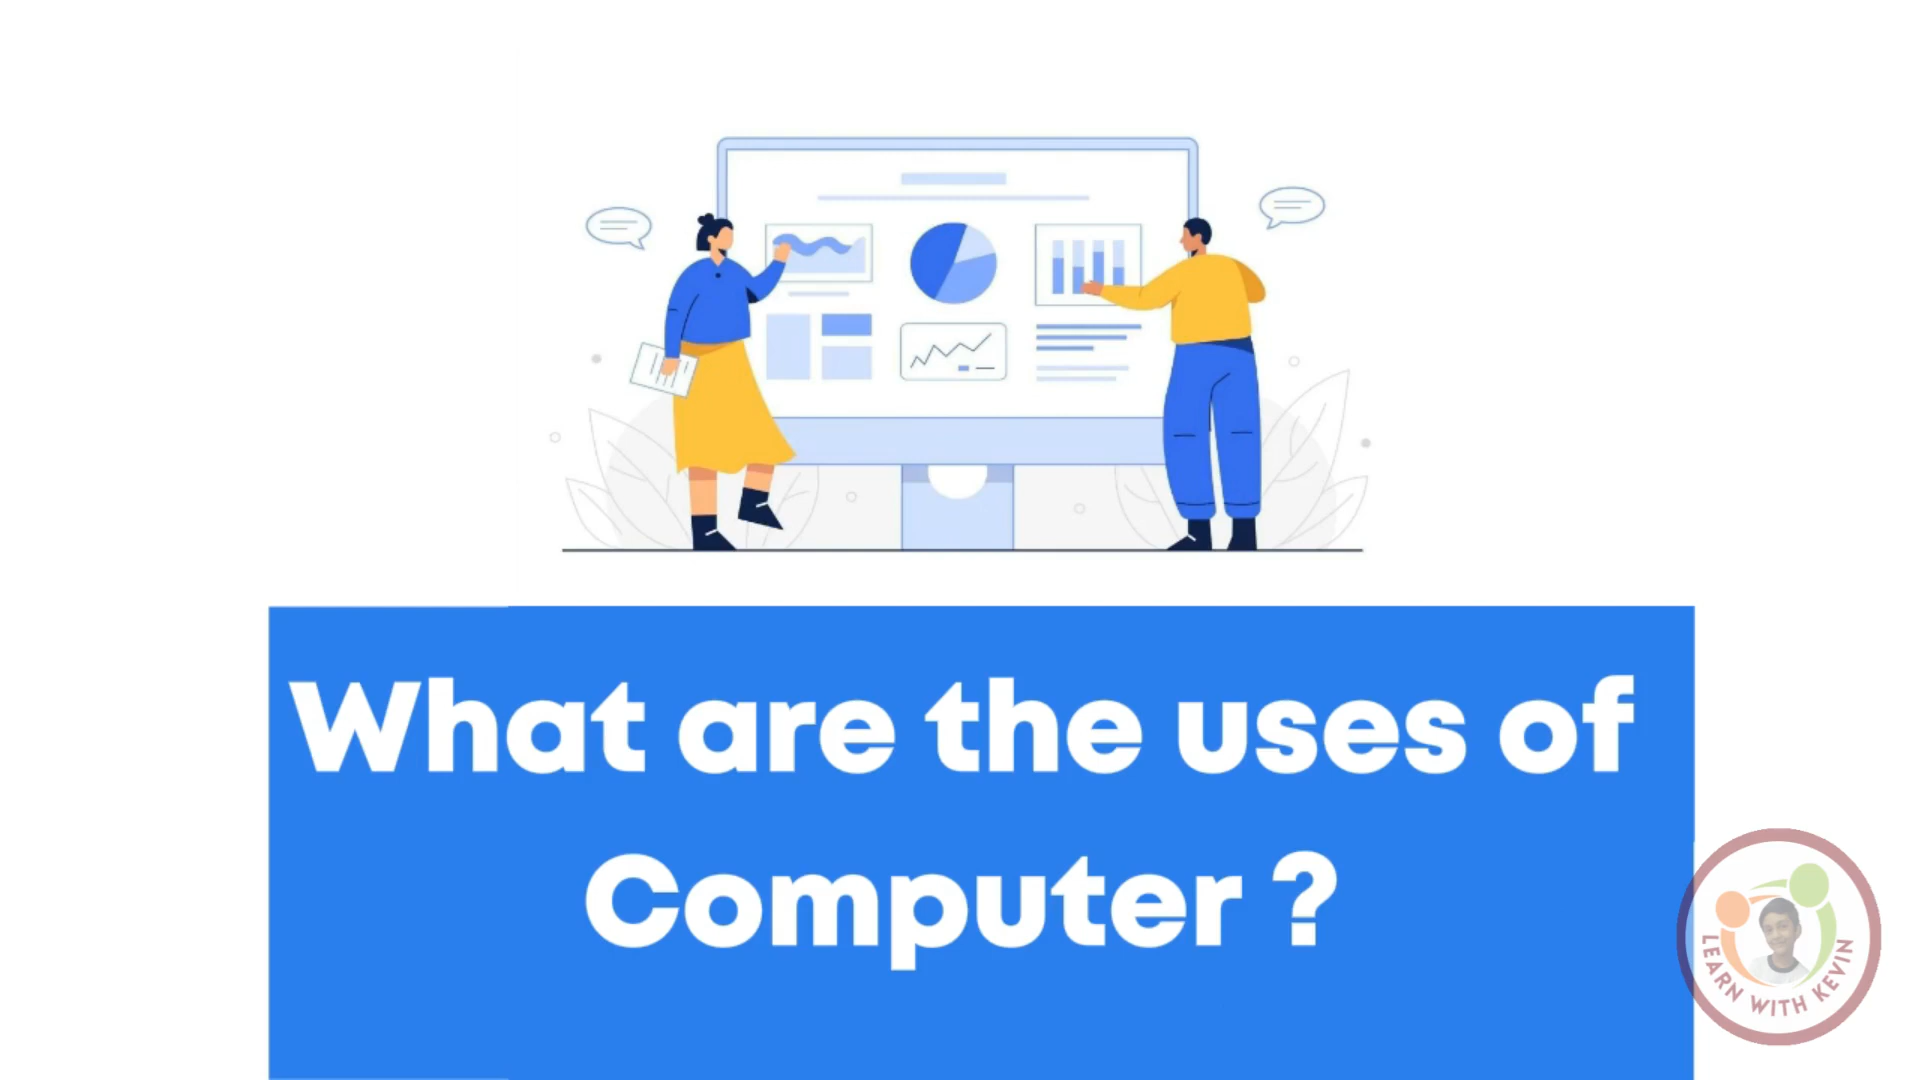 What are the uses of
Computer ?
LEARN WITH KEVIN